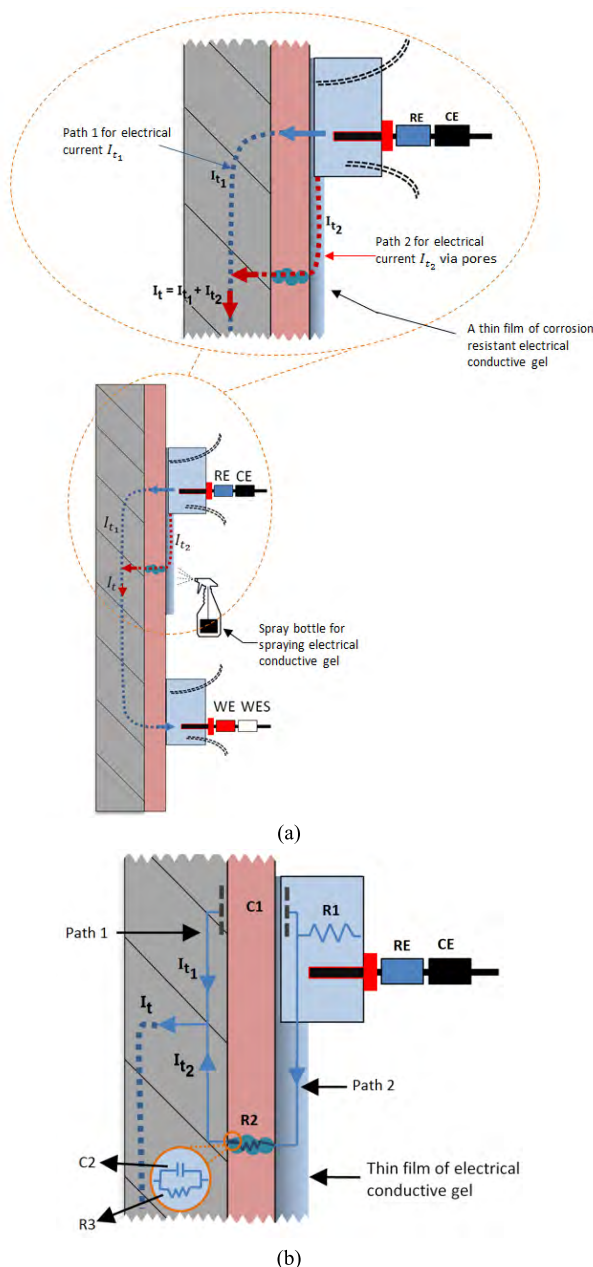 RE CE
Path 1 for electrical
current Iₜ₁
Iₜ₁
Iₜ₂
Path 2 for electrical
current Iₜ₂ via pores
Iₜ = Iₜ₁ + Iₜ₂
A thin film of corrosion
resistant electrical
conductive gel
RE CE
Iₜ₁
Iₜ₂
Iₜ
Spray bottle for
spraying electrical
conductive gel
WE WES
(a)
C1
R1
Path 1
RE CE
Iₜ₁
Iₜ
Iₜ₂
Path 2
R2
C2
Thin film of electrical
conductive gel
R3
(b)